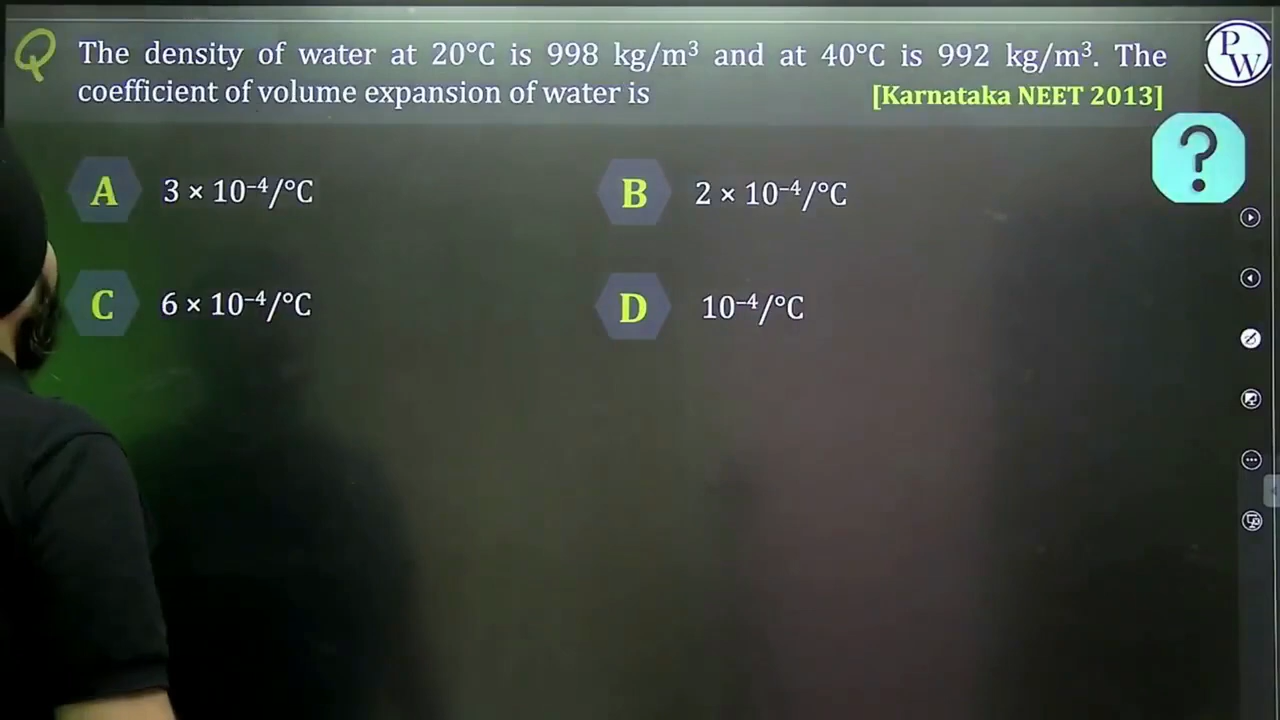 Q The density of water at 20°C is 998 kg/m³ and at 40°C is 992 kg/m³. The
coefficient of volume expansion of water is [Karnataka NEET 2013]
PW
?
A 3 × 10⁻⁴/°C
B 2 × 10⁻⁴/°C
C 6 × 10⁻⁴/°C
D 10⁻⁴/°C